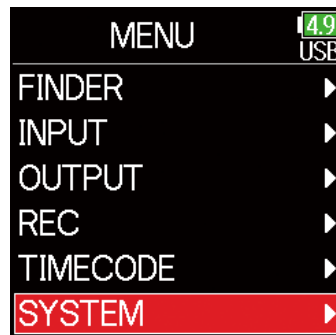 MENU
4.9
USB
FINDER
INPUT
OUTPUT
REC
TIMECODE
SYSTEM